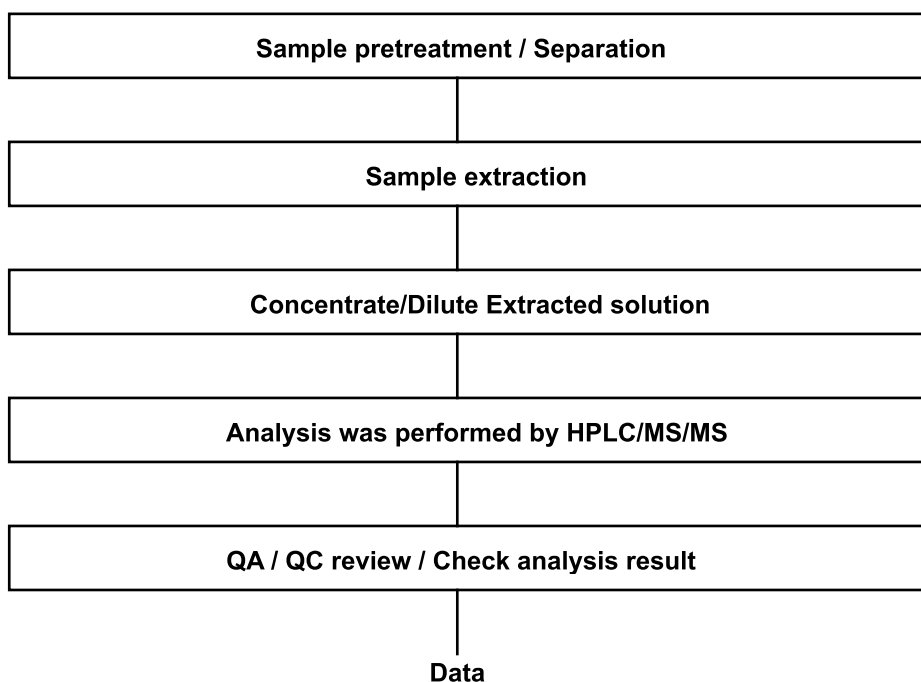 Sample pretreatment / Separation
Sample extraction
Concentrate/Dilute Extracted solution
Analysis was performed by HPLC/MS/MS
QA / QC review / Check analysis result
Data